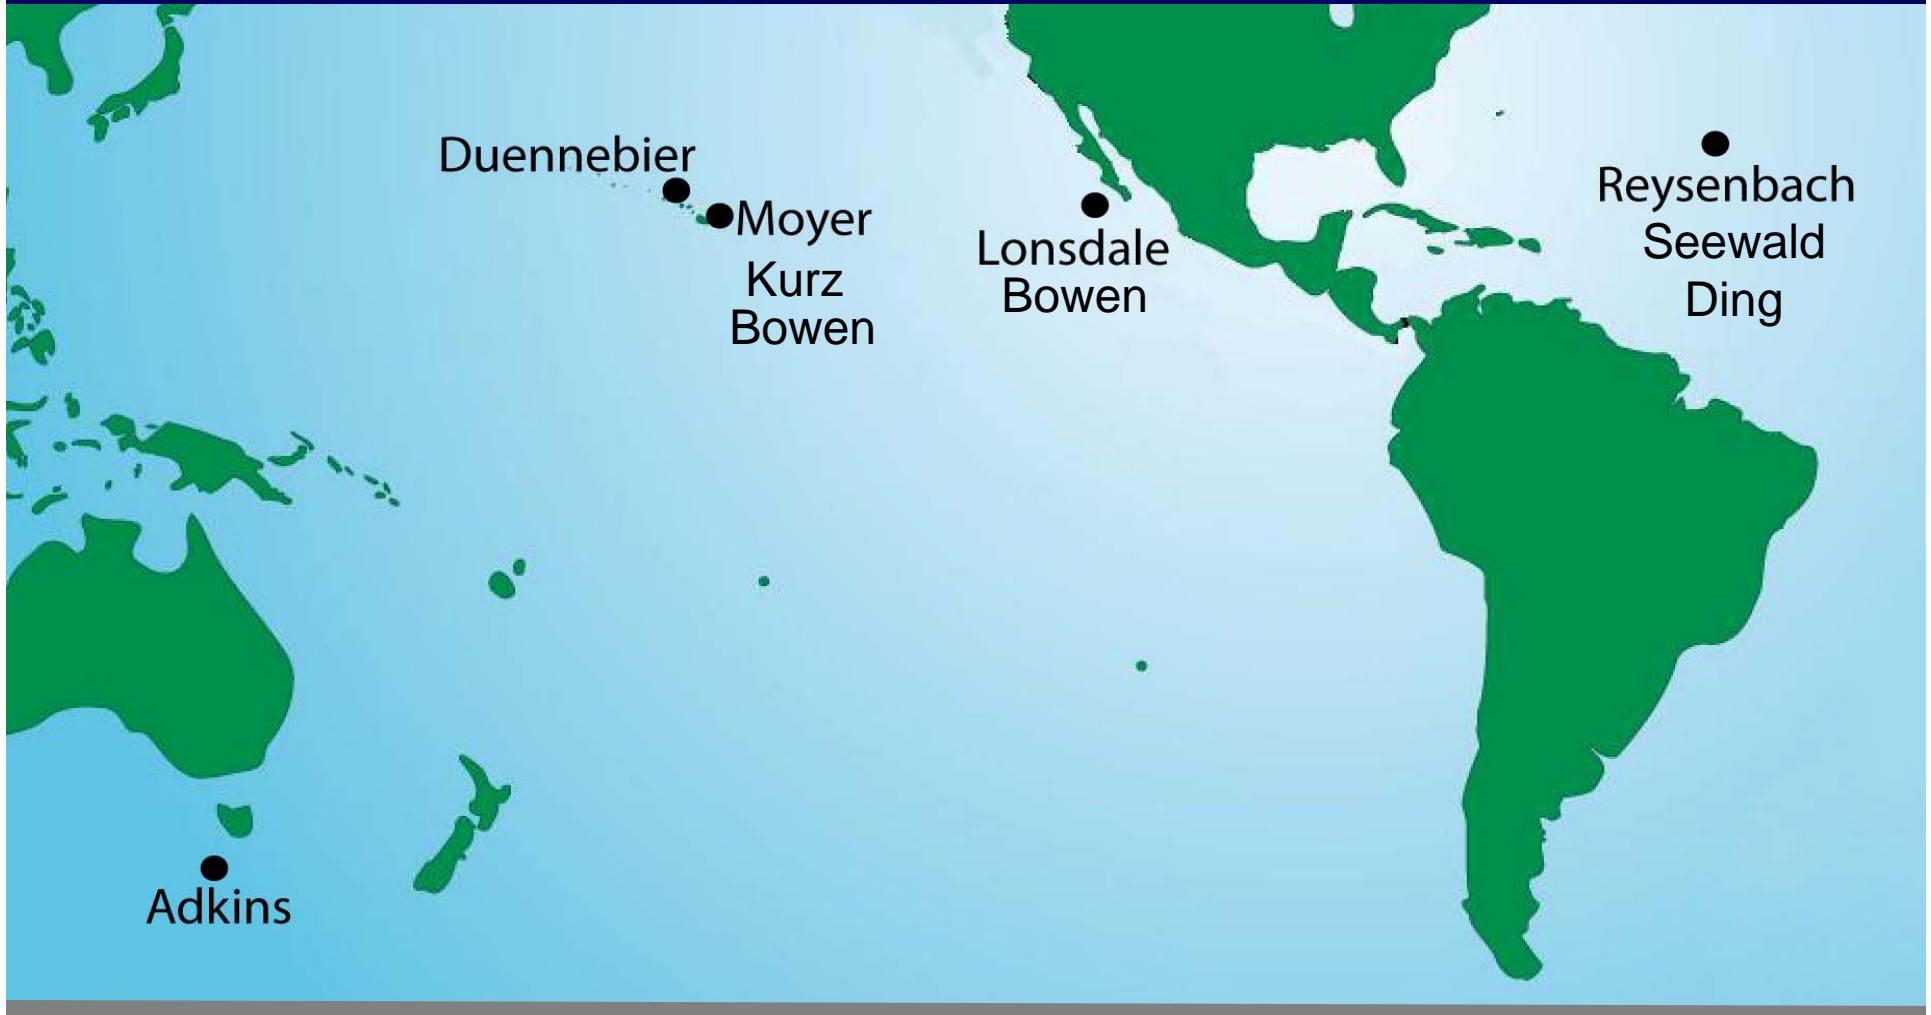 Duennebier
Moyer
Kurz
Bowen
Lonsdale
Bowen
Reysenbach
Seewald
Ding
Adkins